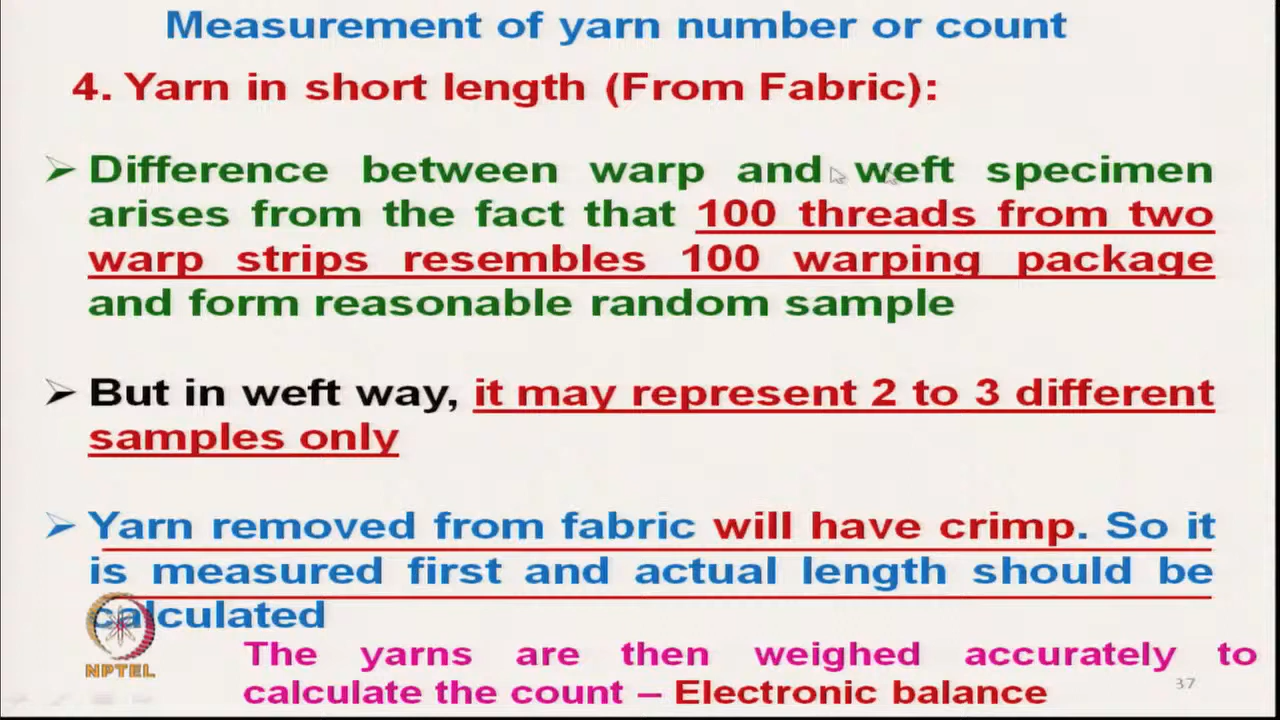 Measurement of yarn number or count
4. Yarn in short length (From Fabric):
Difference between warp and weft specimen
arises from the fact that 100 threads from two
warp strips resembles 100 warping package
and form reasonable random sample
But in weft way, it may represent 2 to 3 different
samples only
Yarn removed from fabric will have crimp. So it
is measured first and actual length should be
calculated
The yarns are then weighed accurately to
calculate the count – Electronic balance
NPTEL
37